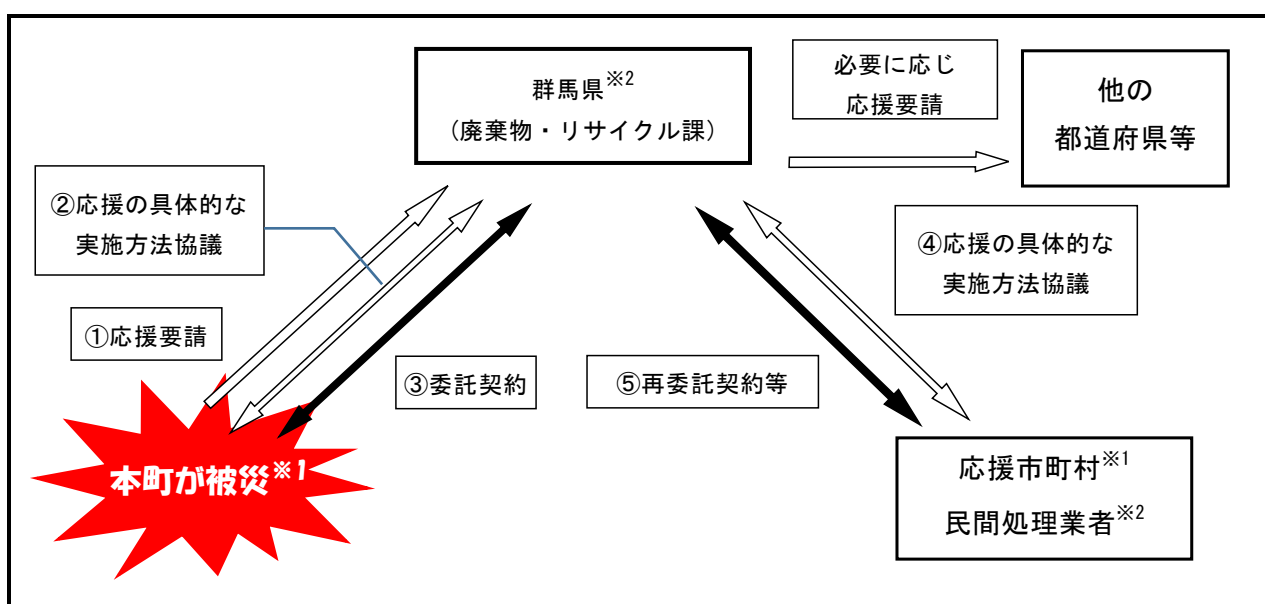 群馬県※2
（廃棄物・リサイクル課）
必要に応じ
応援要請
他の
都道府県等
②応援の具体的な
実施方法協議
④応援の具体的な
実施方法協議
①応援要請
③委託契約
⑤再委託契約等
本町が被災※1
応援市町村※1
民間処理業者※2